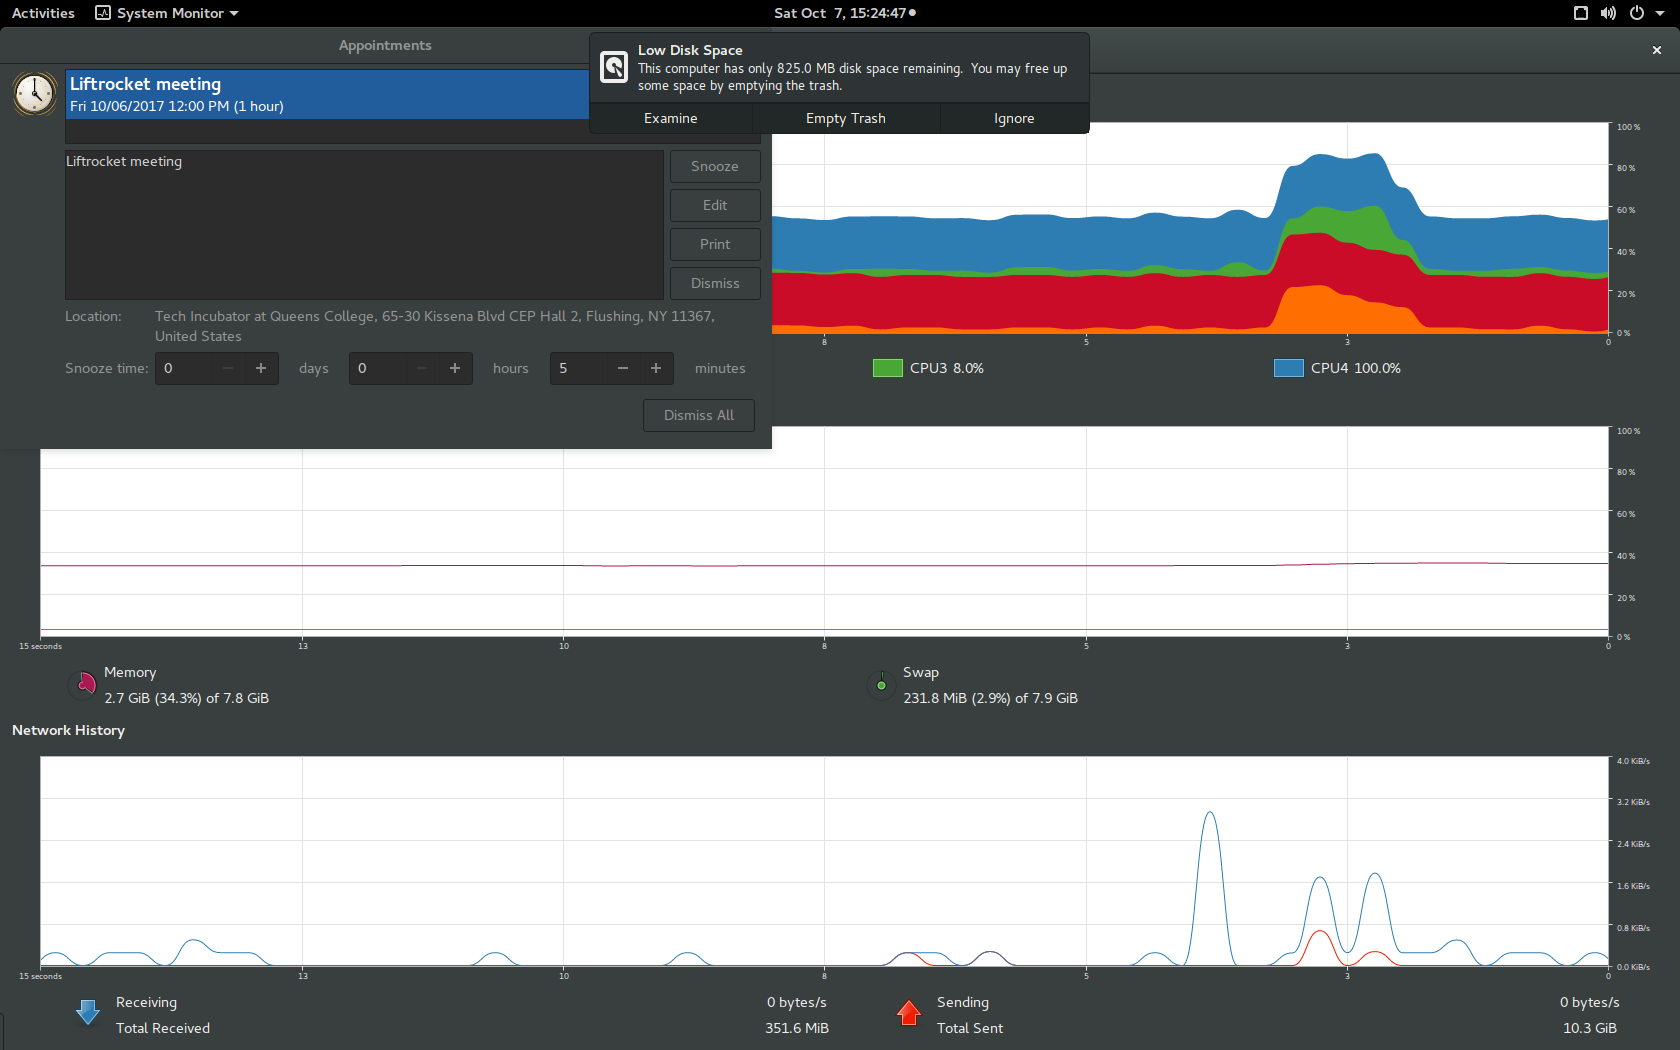 Activities System Monitor Sat Oct 7, 15:24:47
Appointments
Low Disk Space
This computer has only 825.0 MB disk space remaining. You may free up
some space by emptying the trash.
Examine Empty Trash Ignore
Liftrocket meeting
Fri 10/06/2017 12:00 PM (1 hour)
Liftrocket meeting
Snooze
Edit
Print
Dismiss
Location: Tech Incubator at Queens College, 65-30 Kissena Blvd CEP Hall 2, Flushing, NY 11367,
United States
Snooze time: 0 days 0 hours 5 minutes
Dismiss All
100 %
80 %
60 %
40 %
20 %
0 %
8 5 3 0
CPU3 8.0% CPU4 100.0%
100 %
80 %
60 %
40 %
20 %
0 %
15 seconds 13 10 8 5 3 0
Memory
2.7 GiB (34.3%) of 7.8 GiB
Swap
231.8 MiB (2.9%) of 7.9 GiB
Network History
4.0 KiB/s
3.2 KiB/s
2.4 KiB/s
1.6 KiB/s
0.8 KiB/s
0.0 KiB/s
15 seconds 13 10 8 5 3 0
Receiving 0 bytes/s
Total Received 351.6 MiB
Sending 0 bytes/s
Total Sent 10.3 GiB